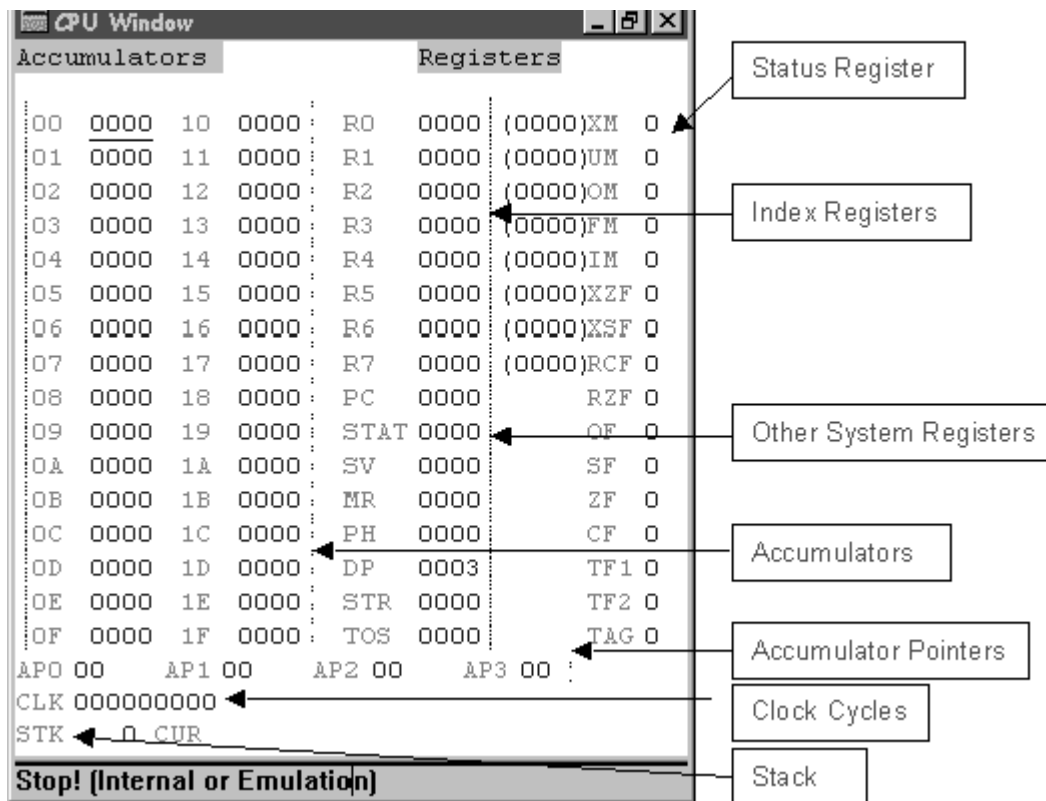 CPU Window
Accumulators Registers
Status Register
00 0000 10 0000 R0 0000 (0000)XM 0
01 0000 11 0000 R1 0000 (0000)UM 0
02 0000 12 0000 R2 0000 (0000)OM 0
Index Registers
03 0000 13 0000 R3 0000 (0000)FM 0
04 0000 14 0000 R4 0000 (0000)IM 0
05 0000 15 0000 R5 0000 (0000)XZF 0
06 0000 16 0000 R6 0000 (0000)XSF 0
07 0000 17 0000 R7 0000 (0000)RCF 0
08 0000 18 0000 PC 0000 RZF 0
09 0000 19 0000 STAT 0000 OF 0
Other System Registers
0A 0000 1A 0000 SV 0000 SF 0
0B 0000 1B 0000 MR 0000 ZF 0
0C 0000 1C 0000 PH 0000 CF 0
Accumulators
0D 0000 1D 0000 DP 0003 TF1 0
0E 0000 1E 0000 STR 0000 TF2 0
0F 0000 1F 0000 TOS 0000 TAG 0
Accumulator Pointers
AP0 00 AP1 00 AP2 00 AP3 00
CLK 000000000
Clock Cycles
STK 0 CUR
Stack
Stop! (Internal or Emulation)